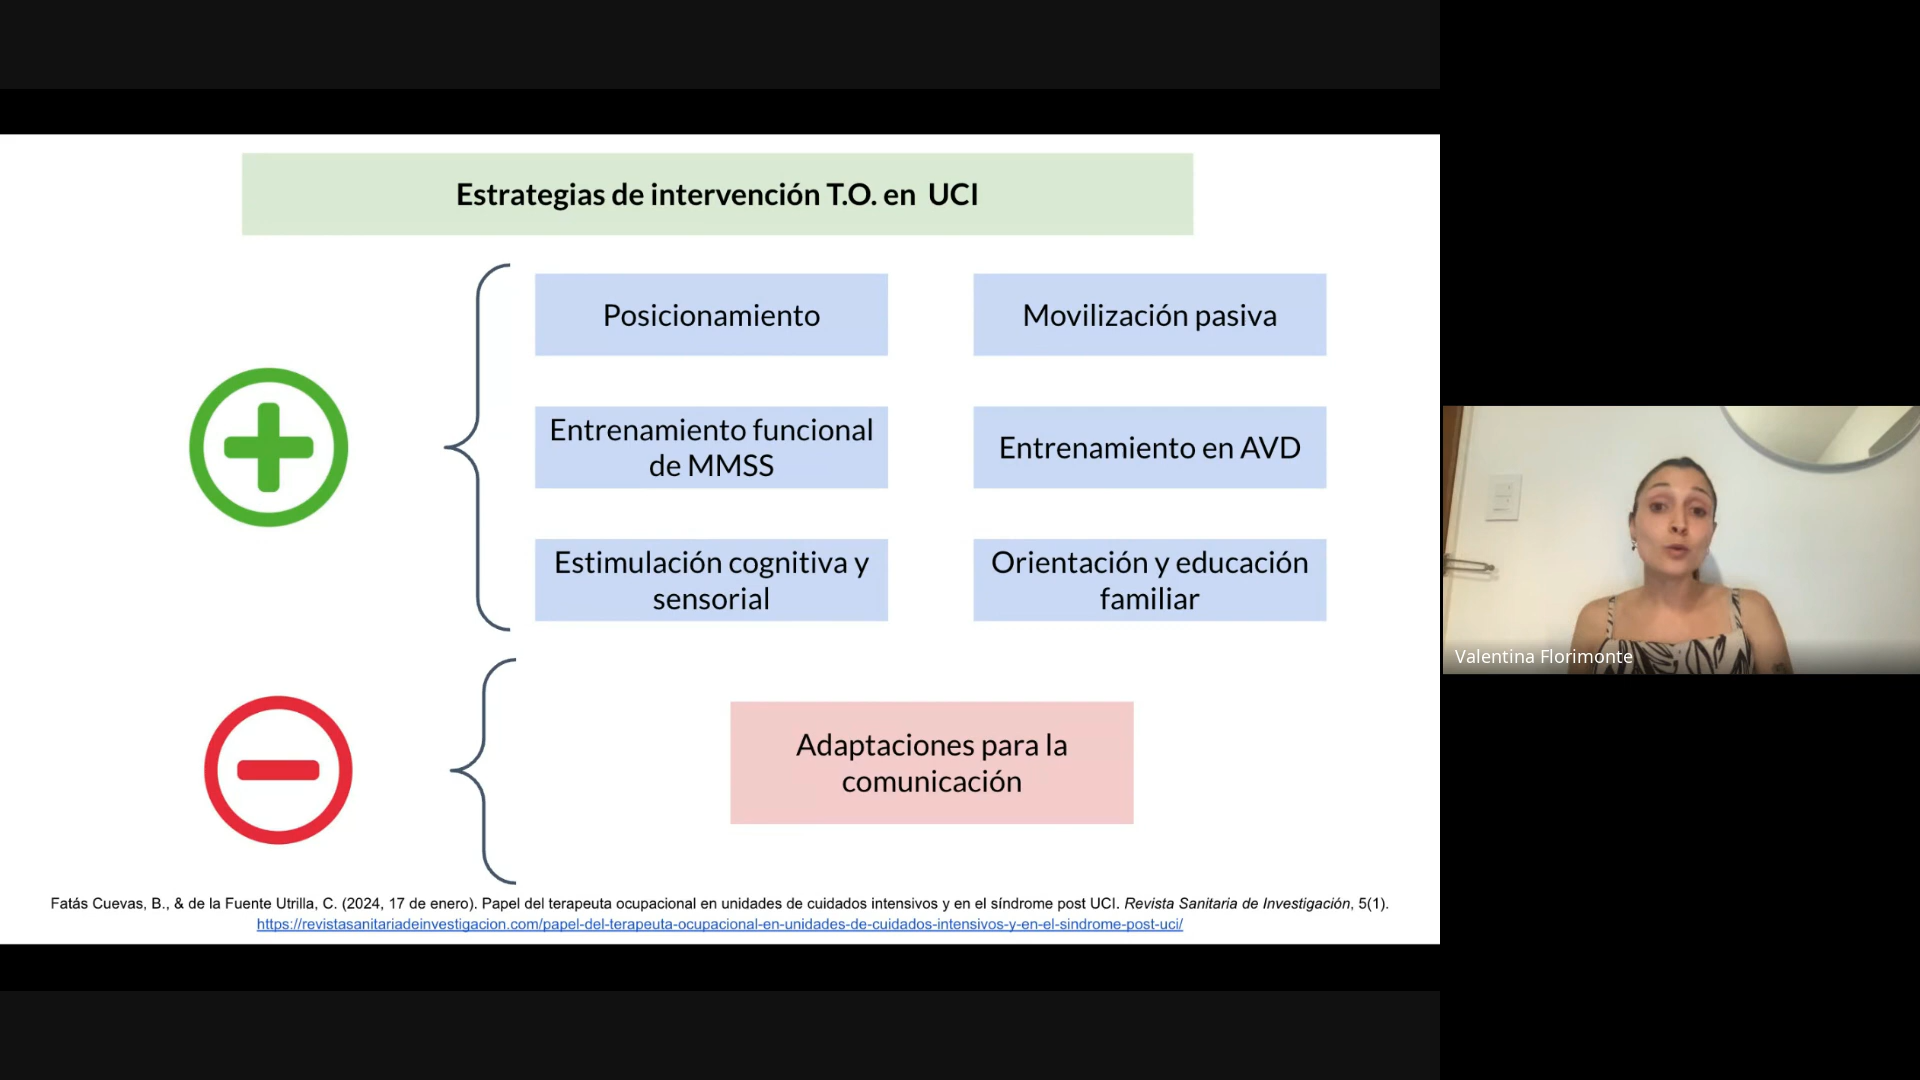 Estrategias de intervención T.O. en UCI
Posicionamiento
Movilización pasiva
Entrenamiento funcional
de MMSS
Entrenamiento en AVD
Estimulación cognitiva y
sensorial
Orientación y educación
familiar
Adaptaciones para la
comunicación
Fatás Cuevas, B., & de la Fuente Utrilla, C. (2024, 17 de enero). Papel del terapeuta ocupacional en unidades de cuidados intensivos y en el síndrome post UCI. Revista Sanitaria de Investigación, 5(1).
https://revistasanitariadeinvestigacion.com/papel-del-terapeuta-ocupacional-en-unidades-de-cuidados-intensivos-y-en-el-sindrome-post-uci/
Valentina Florimonte